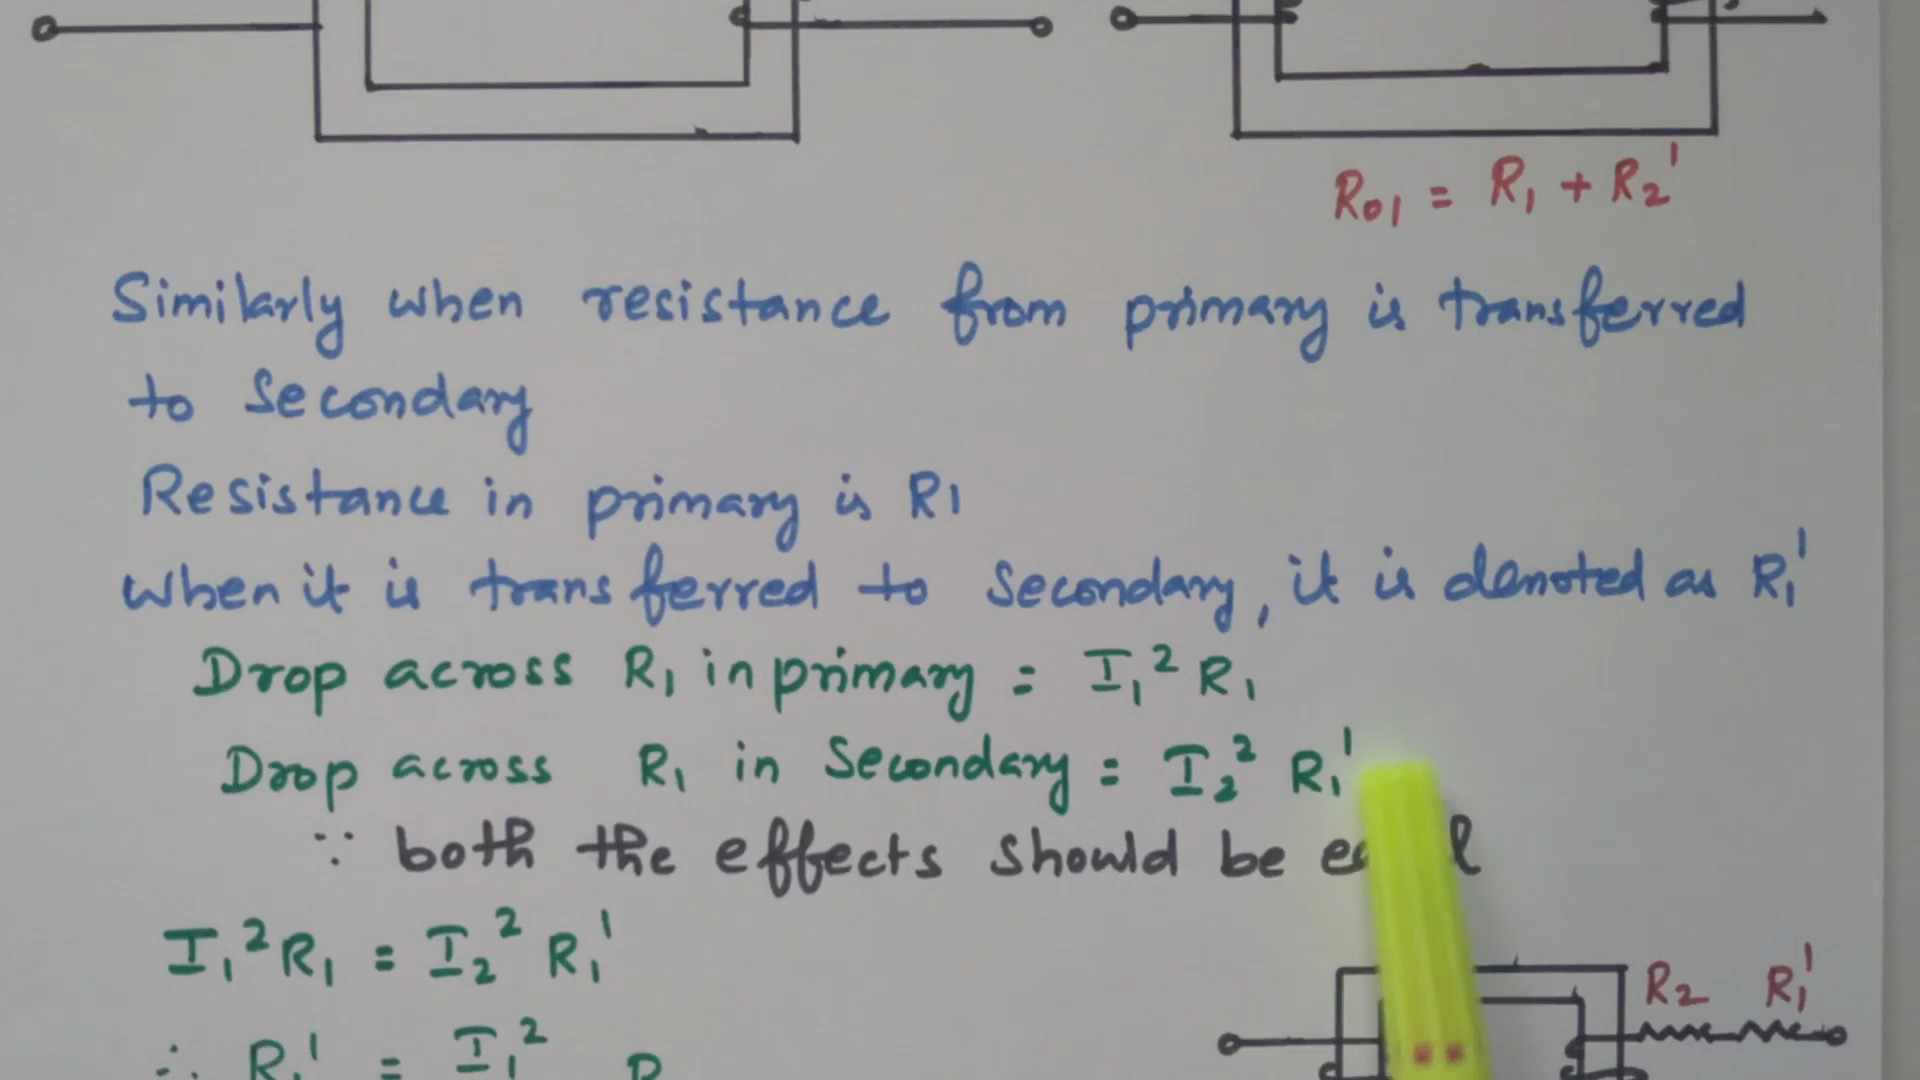 R01 = R1 + R2'
Similarly when resistance from primary is transferred
to Secondary
Resistance in primary is R1
when it is transferred to Secondary, it is denoted as R1'
Drop across R1 in primary = I1² R1
Drop across R1 in Secondary = I2² R1'
∵ both the effects should be
I1² R1 = I2² R1'
R2 R1'
∴ R1' = I1² R